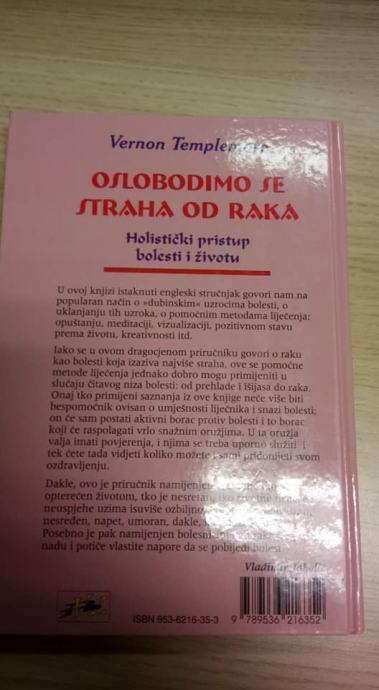 Vernon Templemore
OSLOBODIMO SE
STRAHA OD RAKA
Holistički pristup
bolesti i životu
U ovoj knjizi istaknuti engleski stručnjak govori nam na
popularan način o »dubinskim« uzrocima bolesti, o
uklanjanju tih uzroka, o pomoćnim metodama liječenja:
opuštanju, meditaciji, vizualizaciji, pozitivnom stavu
prema životu, kreativnosti itd.
Iako se u ovom dragocjenom priručniku govori o raku
kao bolesti koja izaziva najviše straha, ove se pomoćne
metode liječenja jednako dobro mogu primijeniti u
slučaju čitavog niza bolesti: od prehlade i išijasa do raka.
Onaj tko primijeni saznanja iz ove knjige neće više biti
bespomoćnik ovisan o umješnosti liječnika i snazi bolesti;
on će sam postati aktivni borac protiv bolesti i to borac
koji će raspolagati vrlo snažnim oružjima. U ta oružja
valja imati povjerenja, i njima se treba uporno služiti i
tek ćete tada vidjeti koliko možete i sami pridonijeti svom
ozdravljenju.
Dakle, ovo je priručnik namijenjen
opterećen životom, tko je nesretan, tko
neuspjehe uzima isuviše ozbiljno
nesređen, napet, umoran, dakle,
Posebno je pak namijenjen
nadu i potiče vlastite napore da se pobijedi bolest
Vladimir
ISBN 953-6216-35-3
9 789536 216352